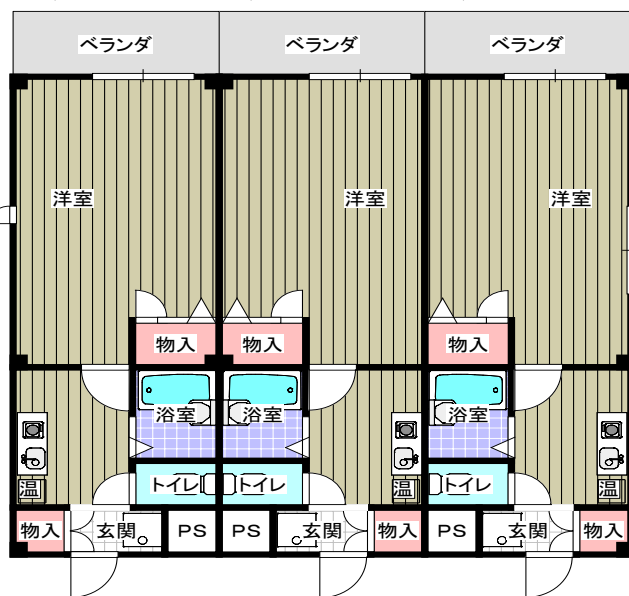 ベランダ ベランダ ベランダ
洋室 洋室 洋室
物入 物入 物入
浴室 浴室 浴室
トイレ トイレ トイレ
温 温 温
物入 玄関 PS PS 玄関 物入 PS 玄関 物入